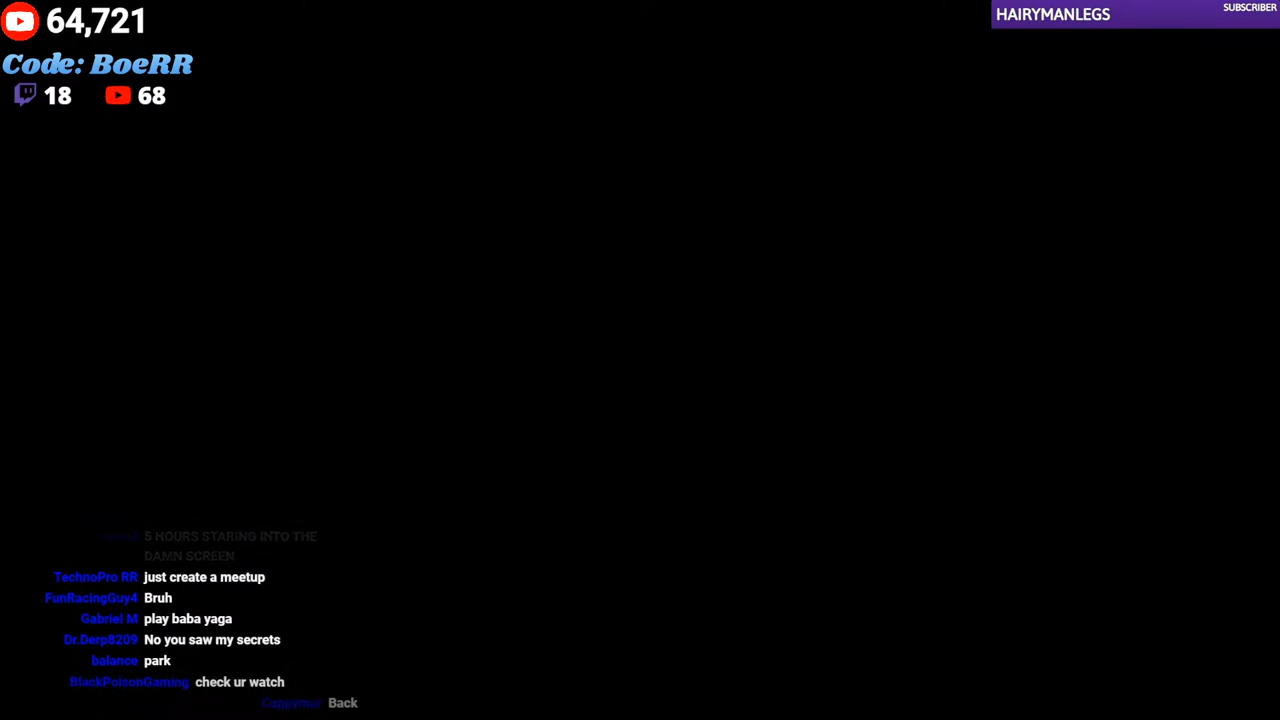 64,721
HAIRYMANLEGS
SUBSCRIBER
Code: BoeRR
18 68
5 HOURS STARING INTO THE
DAMN SCREEN
TechnoPro RR just create a meetup
FunRacingGuy4 Bruh
Gabriel M play baba yaga
Dr.Derp8209 No you saw my secrets
balance park
BlackPoisonGaming check ur watch
Back